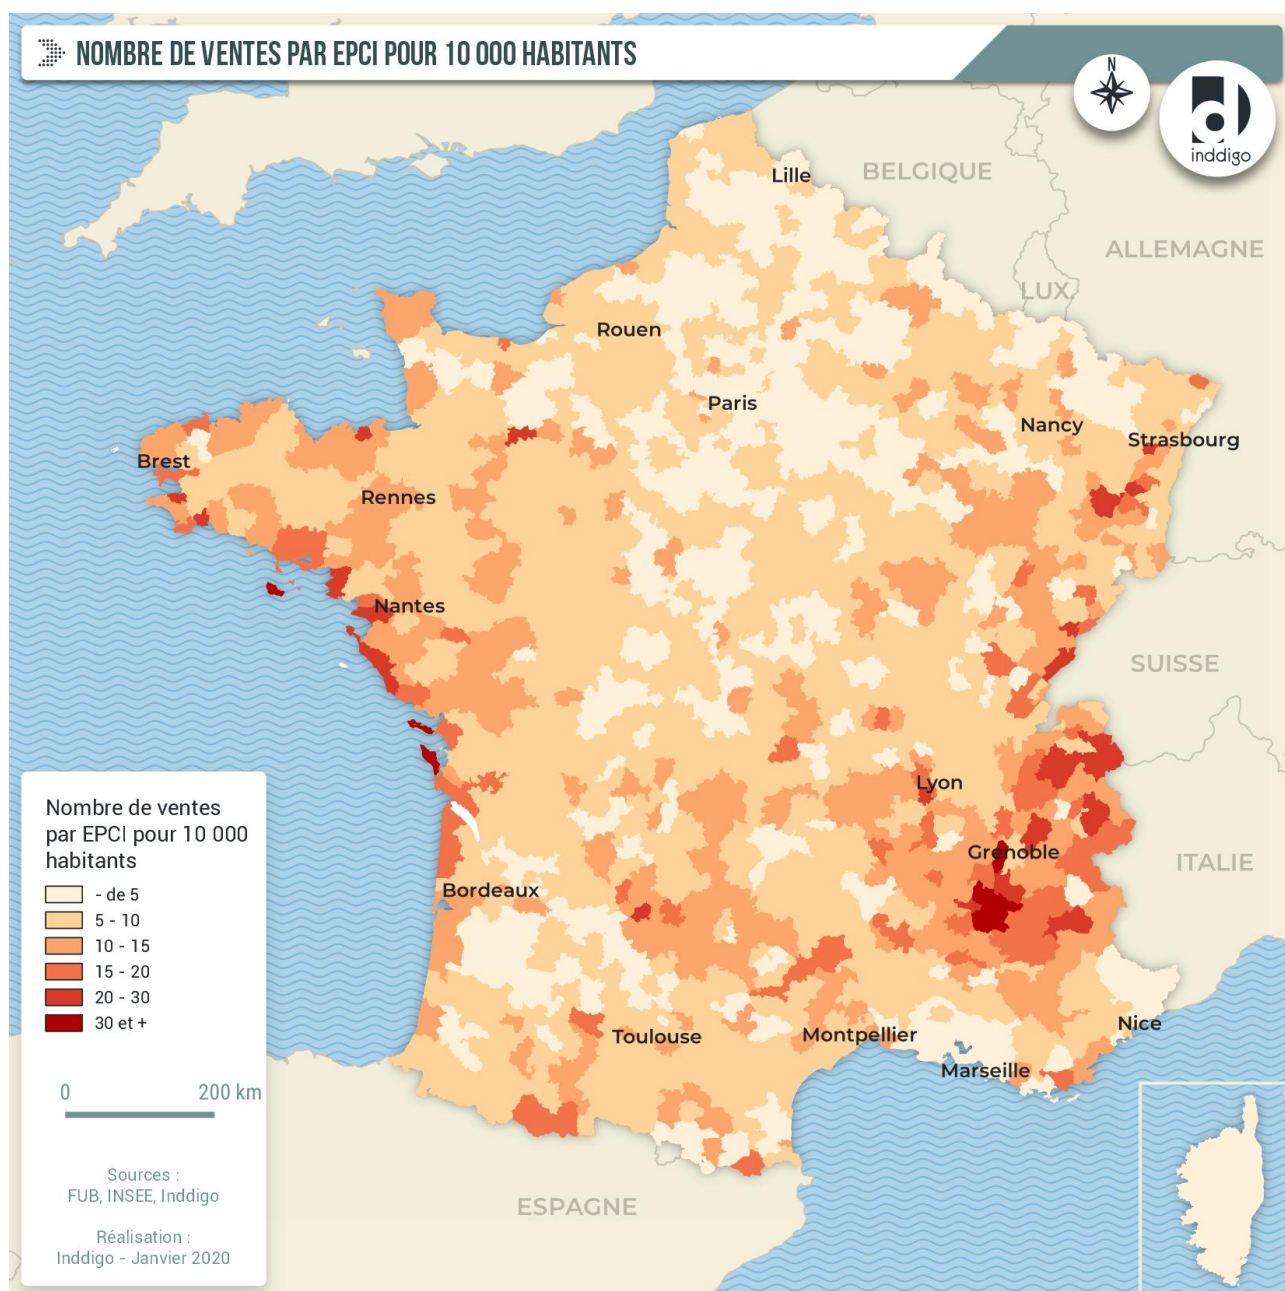 NOMBRE DE VENTES PAR EPCI POUR 10 000 HABITANTS
N
inddigo
BELGIQUE
Lille
ALLEMAGNE
LUX.
Rouen
Paris
Nancy
Strasbourg
Brest
Rennes
Nantes
SUISSE
Lyon
Grenoble
ITALIE
Bordeaux
Nice
Toulouse
Montpellier
Marseille
ESPAGNE
Nombre de ventes
par EPCI pour 10 000
habitants
- de 5
5 - 10
10 - 15
15 - 20
20 - 30
30 et +
0 200 km
Sources :
FUB, INSEE, Inddigo
Réalisation :
Inddigo - Janvier 2020